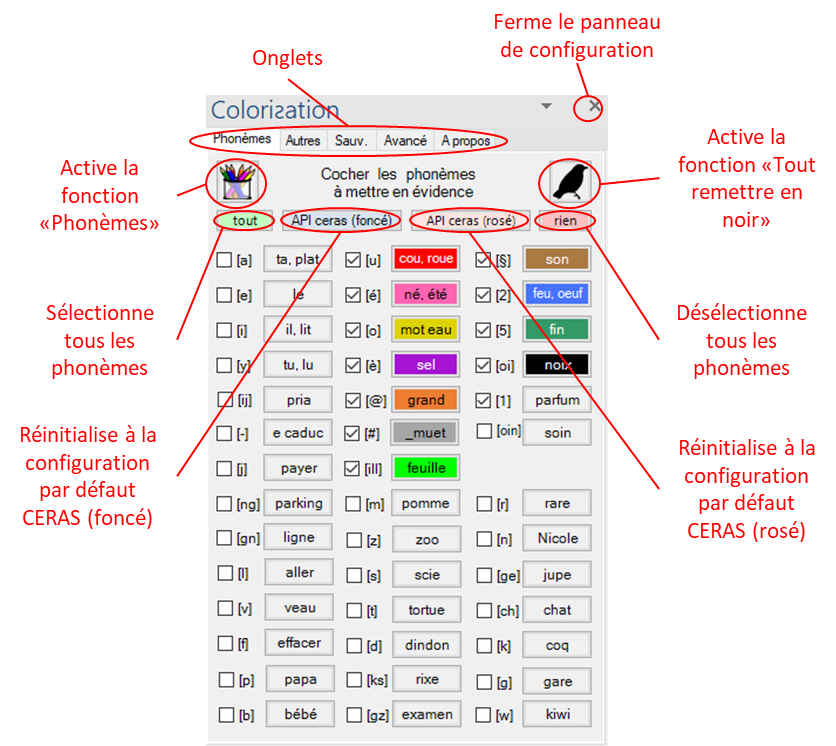 Ferme le panneau
de configuration
Onglets
Colorization
Phonèmes Autres Sauv. Avancé A propos
Active la
fonction
«Phonèmes»
Cocher les phonèmes
à mettre en évidence
Active la
fonction «Tout
remettre en
noir»
tout API ceras (foncé) API ceras (rosé) rien
[a] ta, plat [u] cou, roue [§] son
[e] le [é] né, été [2] feu, oeuf
[i] il, lit [o] mot eau [5] fin
[y] tu, lu [è] sel [oi] noix
[ij] pria [@] grand [1] parfum
[-] e caduc [#] _muet [oin] soin
[j] payer [ill] feuille
[ng] parking [m] pomme [r] rare
[gn] ligne [z] zoo [n] Nicole
[l] aller [s] scie [ge] jupe
[v] veau [t] tortue [ch] chat
[f] effacer [d] dindon [k] coq
[p] papa [ks] rixe [g] gare
[b] bébé [gz] examen [w] kiwi
Sélectionne
tous les
phonèmes
Désélectionne
tous les
phonèmes
Réinitialise à la
configuration
par défaut
CERAS (foncé)
Réinitialise à la
configuration
par défaut
CERAS (rosé)